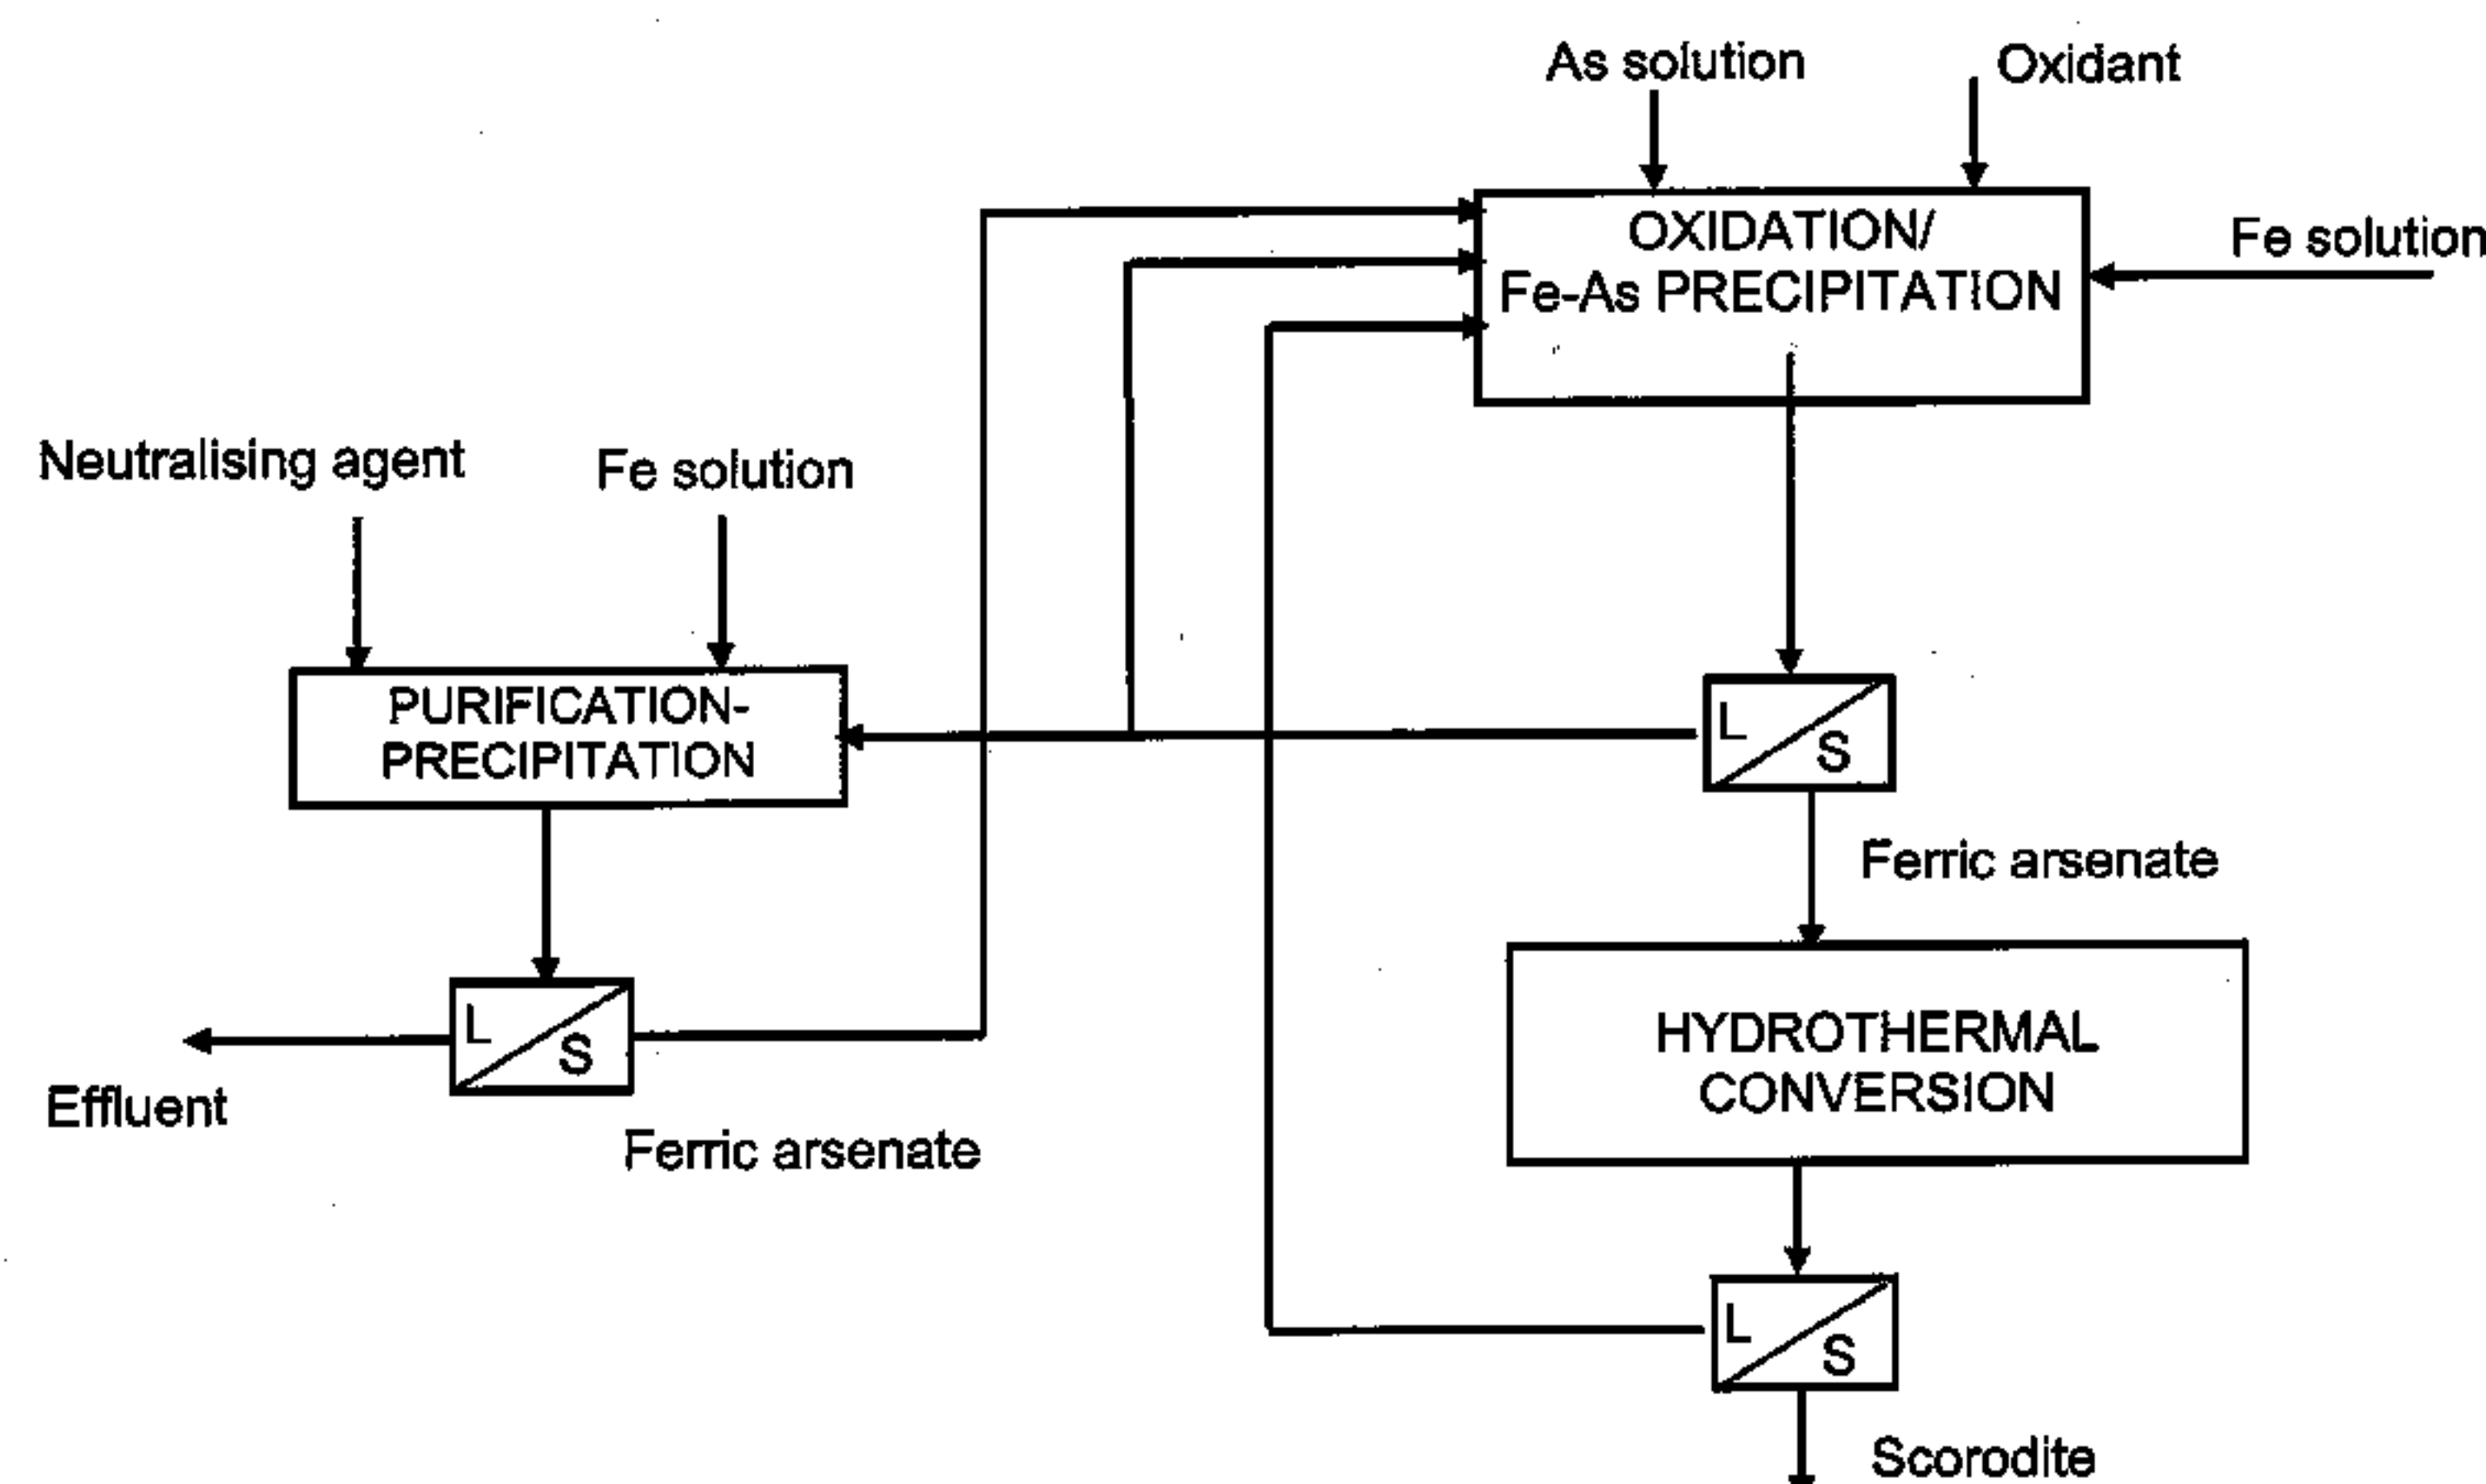 As solution
Oxidant
OXIDATION/
Fe-As PRECIPITATION
Fe solution
Neutralising agent
Fe solution
PURIFICATION-
PRECIPITATION
L
S
Ferric arsenate
L
S
Effluent
Ferric arsenate
HYDROTHERMAL
CONVERSION
L
S
Scorodite